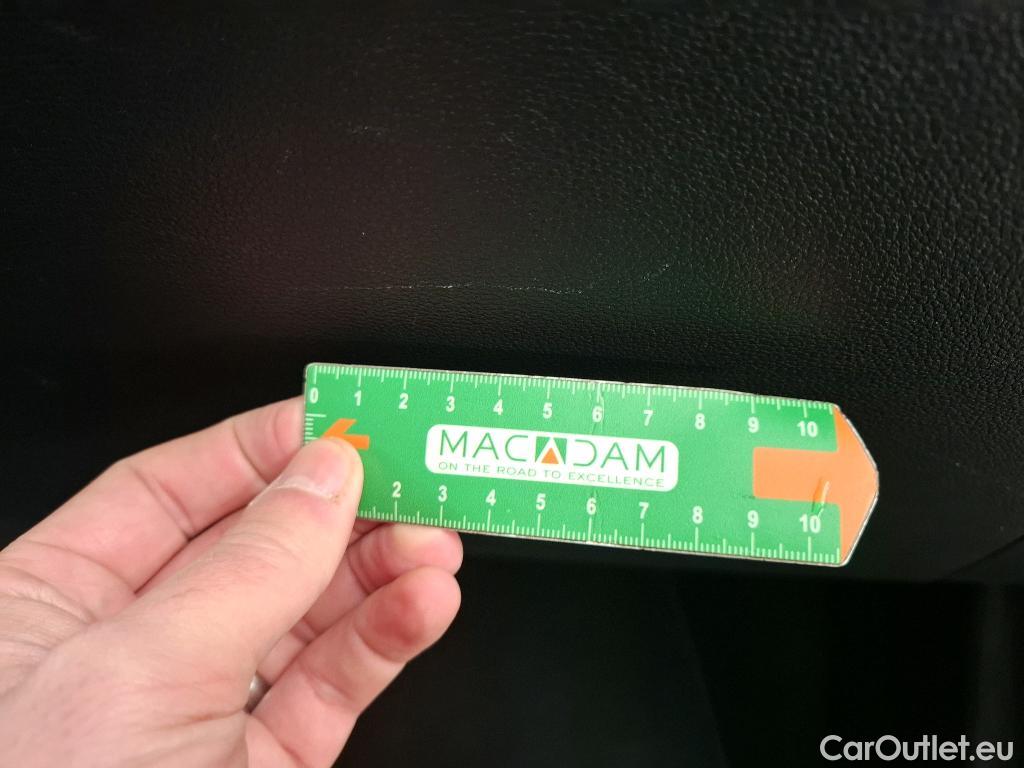 0 1 2 3 4 5 6 7 8 9 10
MACADAM
ON THE ROAD TO EXCELLENCE
2 3 4 5 6 7 8 9 10
CarOutlet.eu